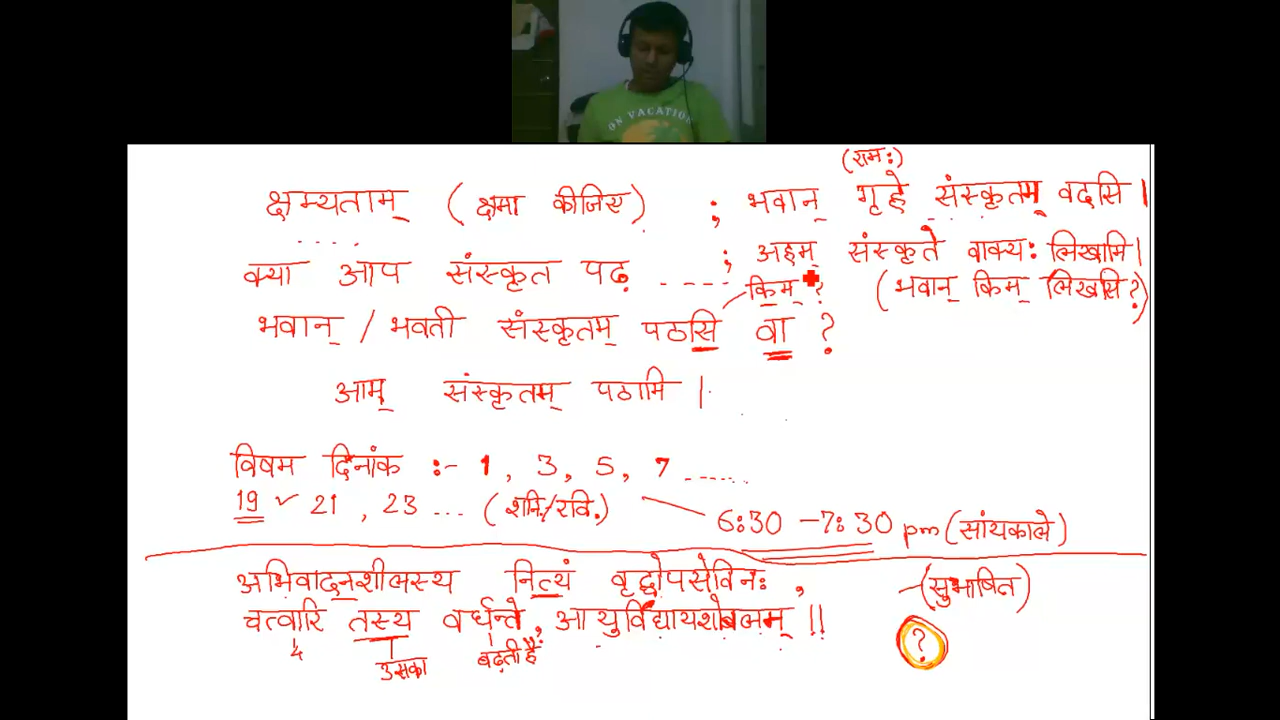 ON VACATION
(रामः)
क्षम्यताम् (क्षमा कीजिए) ; भवान् गृहे संस्कृतम् वदसि।
; अहम् संस्कृते वाक्यः लिखामि।
क्या आप संस्कृत पढ़ .....
किम्? (भवान् किम् लिखसि?)
भवान् / भवती संस्कृतम् पठसि वा ?
आम् संस्कृतम् पठामि।
विषम दिनांक :- 1, 3, 5, 7 ......
19 ✓ 21, 23 ... (शनि./रवि.)
6:30 - 7:30 pm (सांयकाले)
अभिवादनशीलस्य नित्यं वृद्धोपसेविनः,
-(सुभाषित)
चत्वारि तस्य वर्धन्ते, आयुर्विद्यायशोबलम् !!
?
4 उसका बढ़ती है?